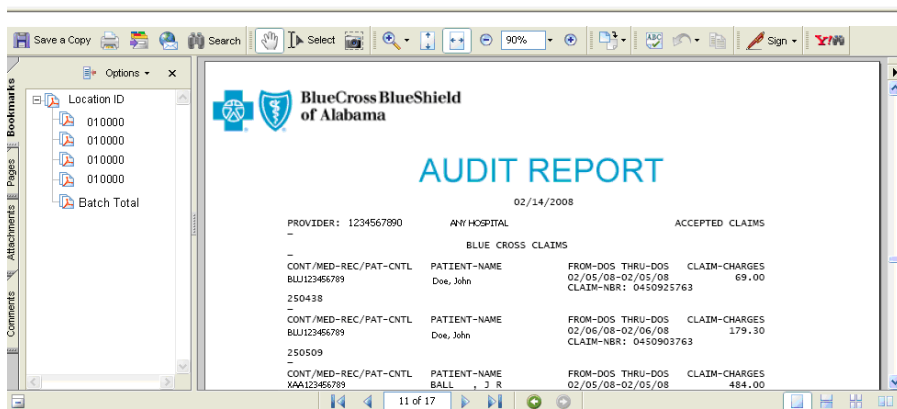 Save a Copy Search Select 90% Sign Y!
Options x
Bookmarks
Pages
Attachments
Comments
Location ID
010000
010000
010000
010000
Batch Total
BlueCross BlueShield
of Alabama
AUDIT REPORT
02/14/2008
PROVIDER: 1234567890 ANY HOSPITAL ACCEPTED CLAIMS
BLUE CROSS CLAIMS
CONT/MED-REC/PAT-CNTL PATIENT-NAME FROM-DOS THRU-DOS CLAIM-CHARGES
BLU123456789 Doe, John 02/05/08-02/05/08 69.00
CLAIM-NBR: 0450925763
250438
CONT/MED-REC/PAT-CNTL PATIENT-NAME FROM-DOS THRU-DOS CLAIM-CHARGES
BLU123456789 Doe, John 02/06/08-02/06/08 179.30
CLAIM-NBR: 0450903763
250509
CONT/MED-REC/PAT-CNTL PATIENT-NAME FROM-DOS THRU-DOS CLAIM-CHARGES
XAA123456789 BALL , J R 02/05/08-02/05/08 484.00
11 of 17